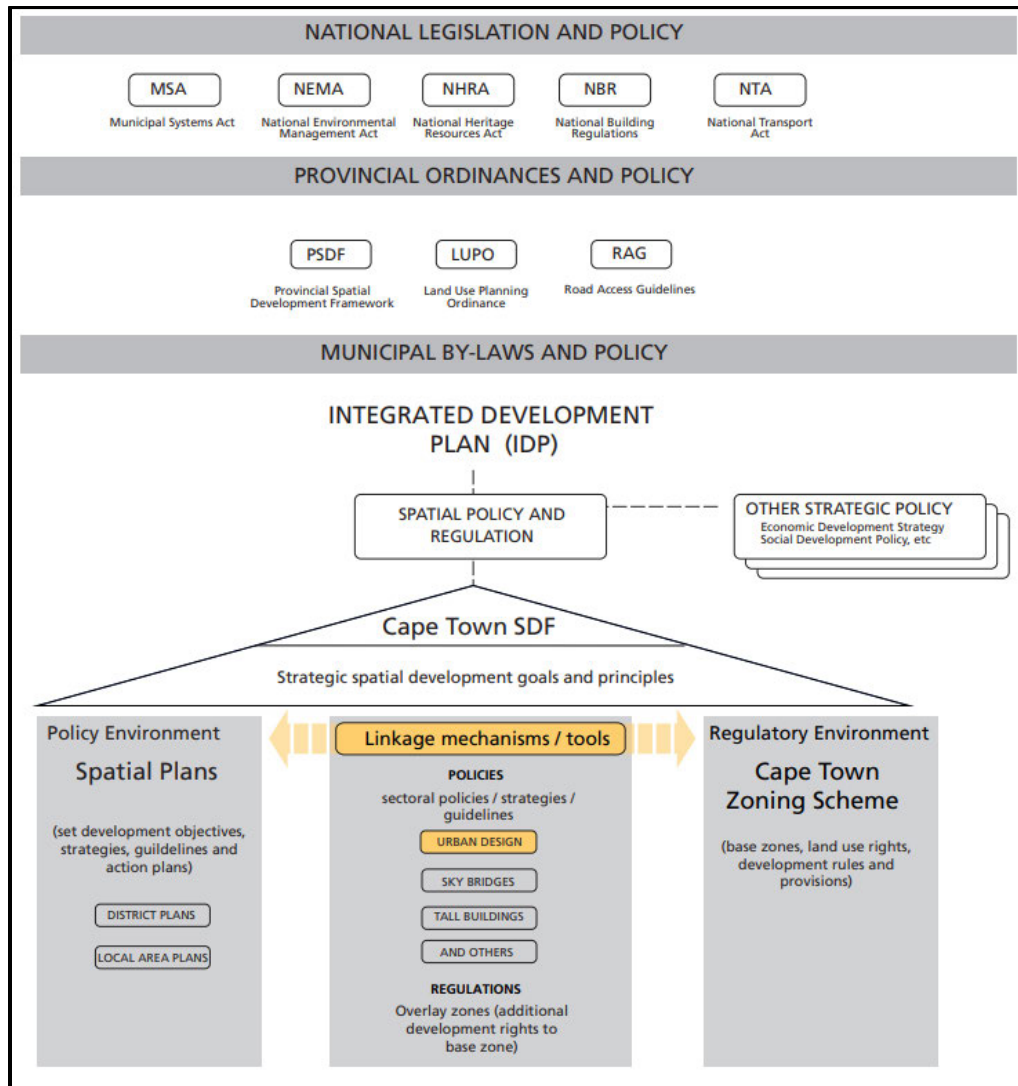 NATIONAL LEGISLATION AND POLICY
MSA
NEMA
NHRA
NBR
NTA
Municipal Systems Act
National Environmental
Management Act
National Heritage
Resources Act
National Building
Regulations
National Transport
Act
PROVINCIAL ORDINANCES AND POLICY
PSDF
LUPO
RAG
Provincial Spatial
Development Framework
Land Use Planning
Ordinance
Road Access Guidelines
MUNICIPAL BY-LAWS AND POLICY
INTEGRATED DEVELOPMENT
PLAN (IDP)
SPATIAL POLICY AND
REGULATION
OTHER STRATEGIC POLICY
Economic Development Strategy
Social Development Policy, etc
Cape Town SDF
Strategic spatial development goals and principles
Policy Environment
Spatial Plans
(set development objectives,
strategies, guildelines and
action plans)
DISTRICT PLANS
LOCAL AREA PLANS
Linkage mechanisms / tools
POLICIES
sectoral policies / strategies /
guidelines
URBAN DESIGN
SKY BRIDGES
TALL BUILDINGS
AND OTHERS
REGULATIONS
Overlay zones (additional
development rights to
base zone)
Regulatory Environment
Cape Town
Zoning Scheme
(base zones, land use rights,
development rules and
provisions)